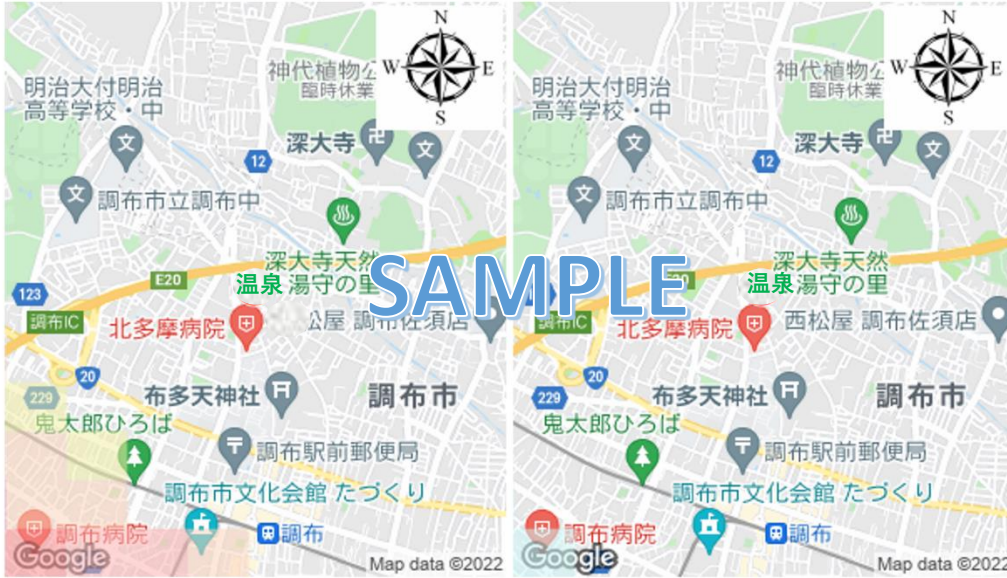 N
W E
S
神代植物公
臨時休業
明治大付明治
高等学校・中
深大寺
卍
文
文
12
文
調布市立調布中
深大寺天然
温泉 湯守の里
E20
123
調布IC
北多摩病院
松屋 調布佐須店
20
229
布多天神社
調布市
鬼太郎ひろば
調布駅前郵便局
調布市文化会館 たづくり
調布病院
調布
Google
Map data ©2022
SAMPLE
N
W E
S
神代植物公
臨時休業
明治大付明治
高等学校・中
深大寺
卍
文
文
12
文
調布市立調布中
深大寺天然
温泉 湯守の里
調布IC
北多摩病院
西松屋 調布佐須店
20
229
布多天神社
調布市
鬼太郎ひろば
調布駅前郵便局
調布市文化会館 たづくり
調布病院
調布
Google
Map data ©2022